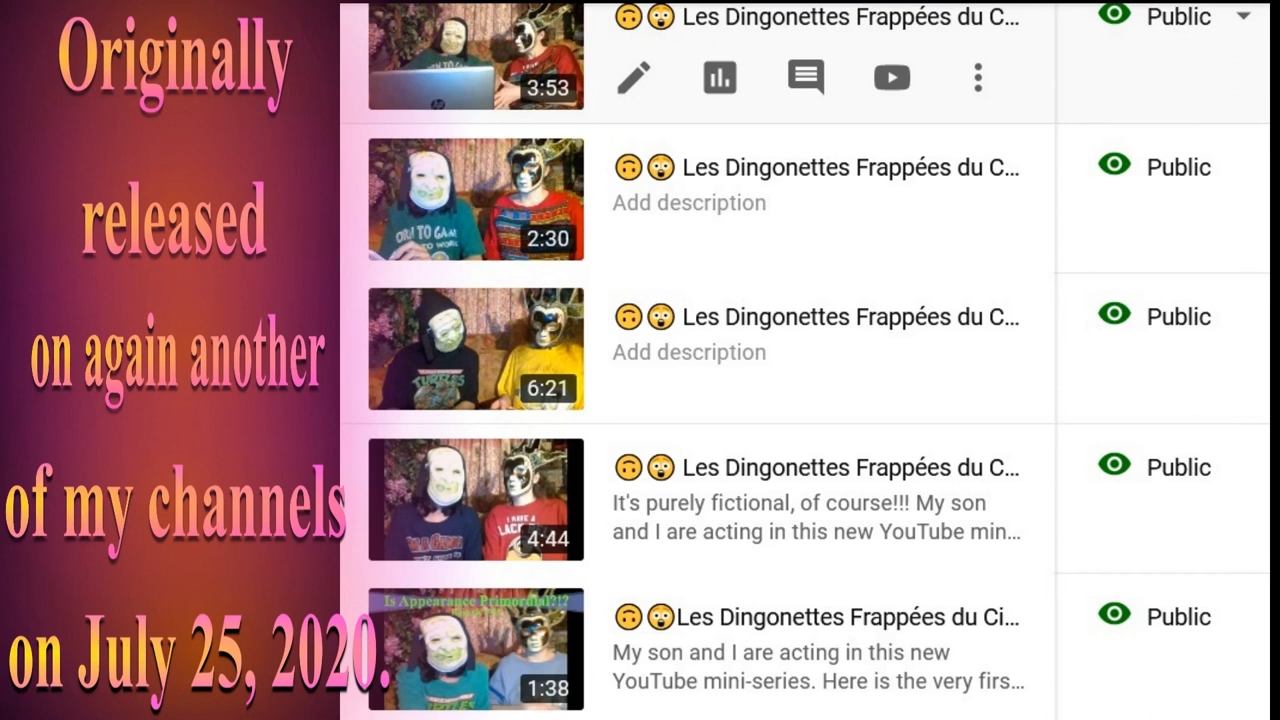 Originally
released
on again another
of my channels
on July 25, 2020.
🙃😲 Les Dingonettes Frappées du C...
Public
3:53
🙃😲 Les Dingonettes Frappées du C...
Add description
Public
2:30
🙃😲 Les Dingonettes Frappées du C...
Add description
Public
TURTLES
6:21
🙃😲 Les Dingonettes Frappées du C...
It's purely fictional, of course!!! My son
and I are acting in this new YouTube min...
Public
I HAVE A
4:44
Is Appearance Primordial?!?
🙃😲Les Dingonettes Frappées du Ci...
My son and I are acting in this new
YouTube mini-series. Here is the very firs...
Public
TURTLES
1:38